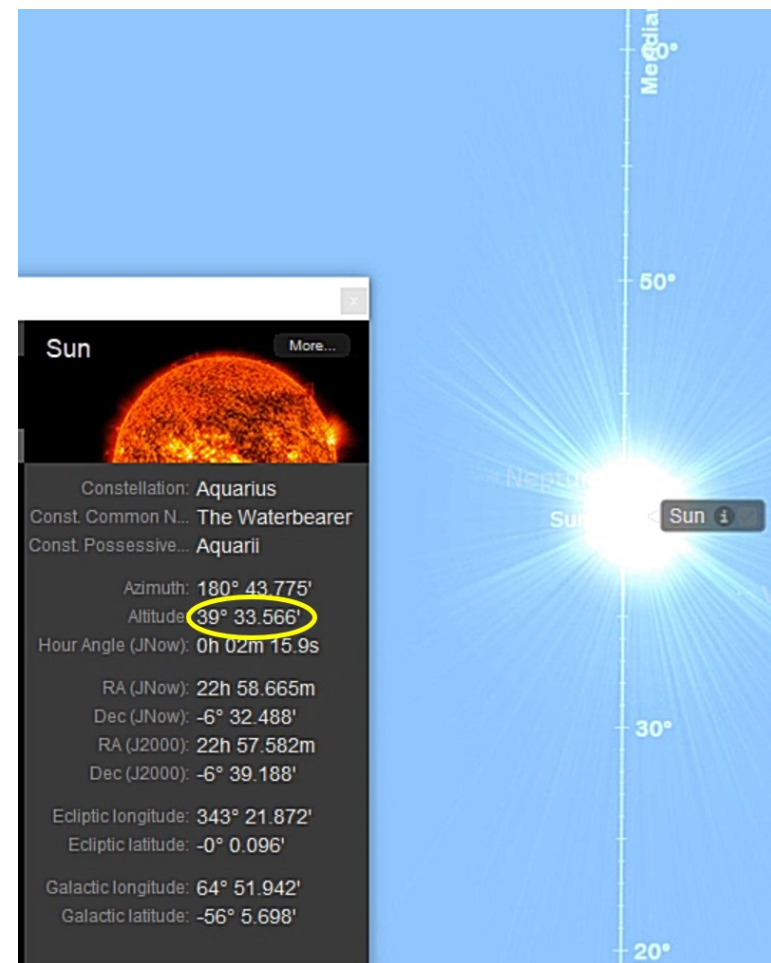 Meridian
60°
50°
Sun
More...
Constellation: Aquarius
Const. Common N... The Waterbearer
Const. Possessive... Aquarii
Azimuth: 180° 43.775'
Altitude: 39° 33.566'
Hour Angle (JNow): 0h 02m 15.9s
RA (JNow): 22h 58.665m
Dec (JNow): -6° 32.488'
RA (J2000): 22h 57.582m
Dec (J2000): -6° 39.188'
Ecliptic longitude: 343° 21.872'
Ecliptic latitude: -0° 0.096'
Galactic longitude: 64° 51.942'
Galactic latitude: -56° 5.698'
Neptu
Sun
Sun
30°
20°